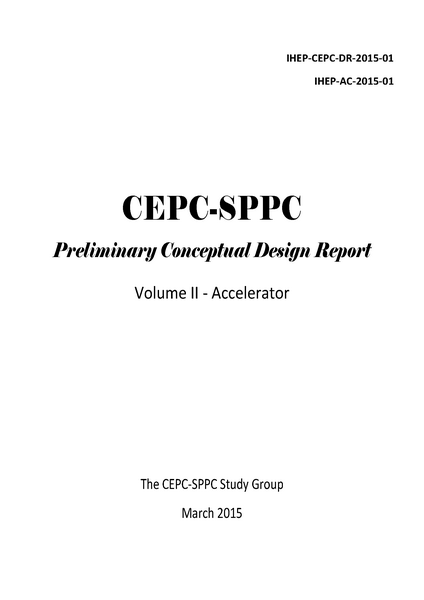 IHEP-CEPC-DR-2015-01
IHEP-AC-2015-01
CEPC-SPPC
Preliminary Conceptual Design Report
Volume II - Accelerator
The CEPC-SPPC Study Group
March 2015